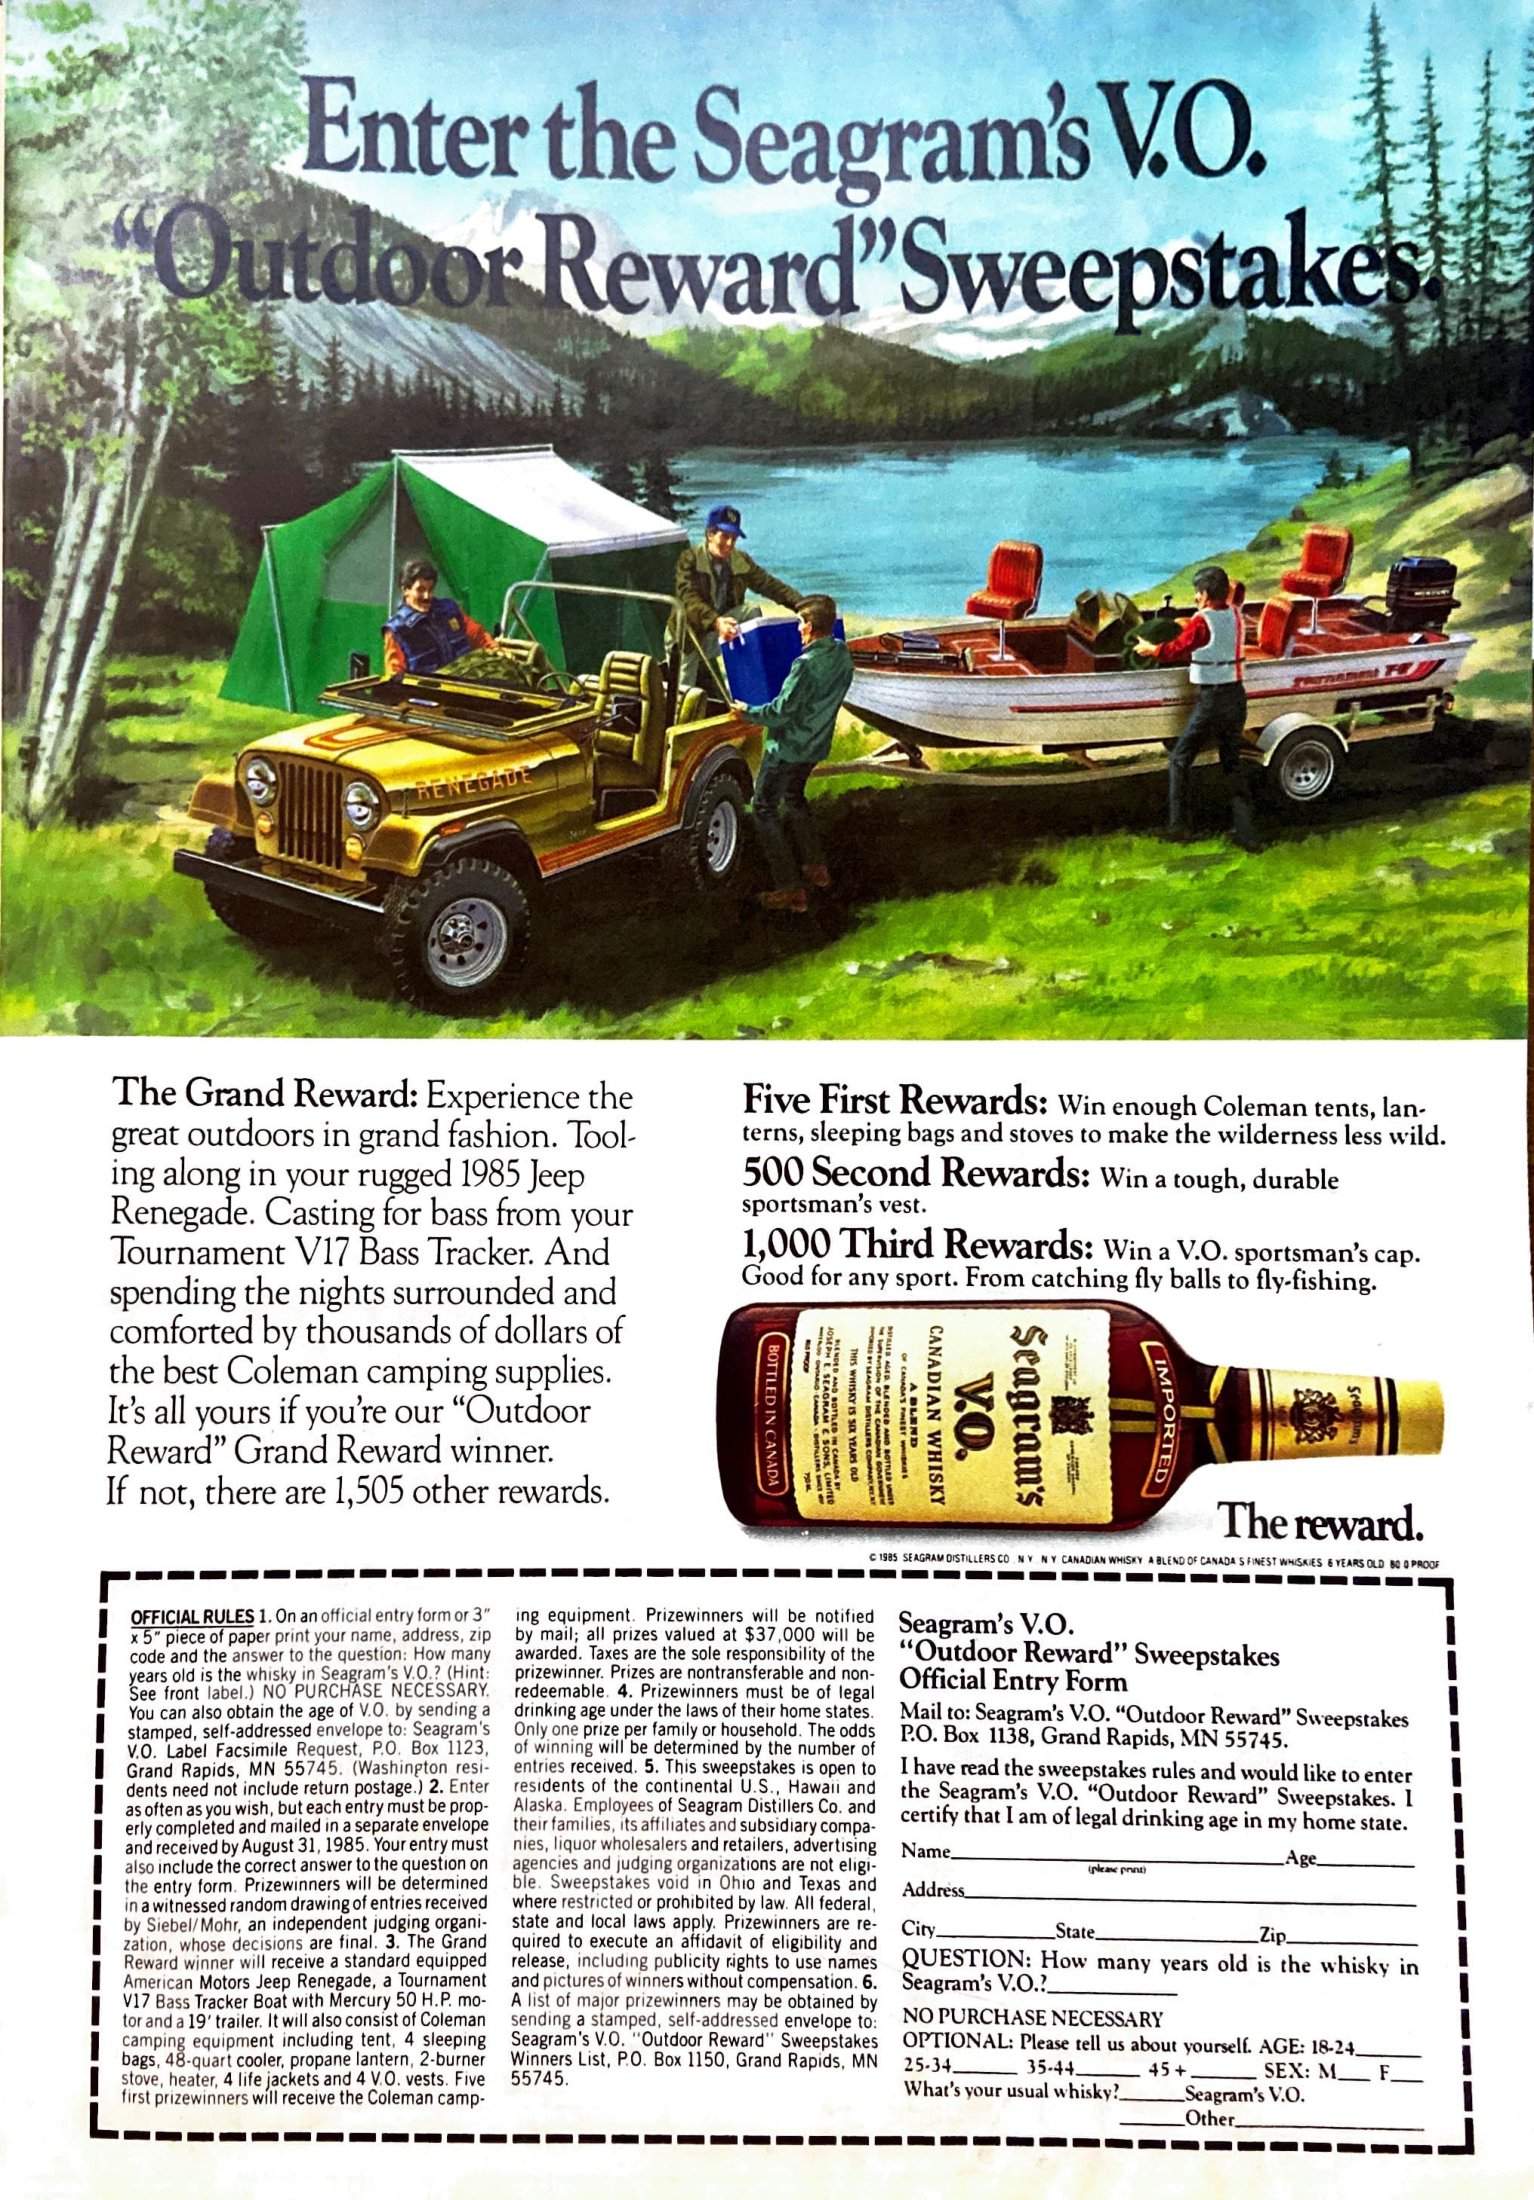 Enter the Seagram's V.O.
“Outdoor Reward” Sweepstakes.
RENEGADE
The Grand Reward: Experience the
great outdoors in grand fashion. Tool-
ing along in your rugged 1985 Jeep
Renegade. Casting for bass from your
Tournament V17 Bass Tracker. And
spending the nights surrounded and
comforted by thousands of dollars of
the best Coleman camping supplies.
It's all yours if you're our “Outdoor
Reward” Grand Reward winner.
If not, there are 1,505 other rewards.
Five First Rewards: Win enough Coleman tents, lan-
terns, sleeping bags and stoves to make the wilderness less wild.
500 Second Rewards: Win a tough, durable
sportsman's vest.
1,000 Third Rewards: Win a V.O. sportsman's cap.
Good for any sport. From catching fly balls to fly-fishing.
IMPORTED
Seagram's
V.O.
CANADIAN WHISKY
A BLEND
OF CANADA'S FINEST WHISKIES
THIS WHISKY IS SIX YEARS OLD
JOSEPH E. SEAGRAM & SONS, LIMITED
BOTTLED IN CANADA
The reward.
© 1985 SEAGRAM DISTILLERS CO., N.Y., N.Y. CANADIAN WHISKY. A BLEND OF CANADA'S FINEST WHISKIES. 6 YEARS OLD. 80.0 PROOF
OFFICIAL RULES 1. On an official entry form or 3"
x 5" piece of paper print your name, address, zip
code and the answer to the question: How many
years old is the whisky in Seagram's V.O.? (Hint:
See front label.) NO PURCHASE NECESSARY.
You can also obtain the age of V.O. by sending a
stamped, self-addressed envelope to: Seagram's
V.O. Label Facsimile Request, P.O. Box 1123,
Grand Rapids, MN 55745. (Washington resi-
dents need not include return postage.) 2. Enter
as often as you wish, but each entry must be prop-
erly completed and mailed in a separate envelope
and received by August 31, 1985. Your entry must
also include the correct answer to the question on
the entry form. Prizewinners will be determined
in a witnessed random drawing of entries received
by Siebel/Mohr, an independent judging organi-
zation, whose decisions are final. 3. The Grand
Reward winner will receive a standard equipped
American Motors Jeep Renegade, a Tournament
V17 Bass Tracker Boat with Mercury 50 H.P. mo-
tor and a 19' trailer. It will also consist of Coleman
camping equipment including tent, 4 sleeping
bags, 48-quart cooler, propane lantern, 2-burner
stove, heater, 4 life jackets and 4 V.O. vests. Five
first prizewinners will receive the Coleman camp-
ing equipment. Prizewinners will be notified
by mail; all prizes valued at $37,000 will be
awarded. Taxes are the sole responsibility of the
prizewinner. Prizes are nontransferable and non-
redeemable. 4. Prizewinners must be of legal
drinking age under the laws of their home states.
Only one prize per family or household. The odds
of winning will be determined by the number of
entries received. 5. This sweepstakes is open to
residents of the continental U.S., Hawaii and
Alaska. Employees of Seagram Distillers Co. and
their families, its affiliates and subsidiary compa-
nies, liquor wholesalers and retailers, advertising
agencies and judging organizations are not eligi-
ble. Sweepstakes void in Ohio and Texas and
where restricted or prohibited by law. All federal,
state and local laws apply. Prizewinners are re-
quired to execute an affidavit of eligibility and
release, including publicity rights to use names
and pictures of winners without compensation. 6.
A list of major prizewinners may be obtained by
sending a stamped, self-addressed envelope to:
Seagram's V.O. "Outdoor Reward" Sweepstakes
Winners List, P.O. Box 1150, Grand Rapids, MN
55745.
Seagram's V.O.
“Outdoor Reward” Sweepstakes
Official Entry Form
Mail to: Seagram's V.O. “Outdoor Reward” Sweepstakes
P.O. Box 1138, Grand Rapids, MN 55745.
I have read the sweepstakes rules and would like to enter
the Seagram's V.O. “Outdoor Reward” Sweepstakes. I
certify that I am of legal drinking age in my home state.
Name Age
(please print)
Address
City State Zip
QUESTION: How many years old is the whisky in
Seagram's V.O.?
NO PURCHASE NECESSARY
OPTIONAL: Please tell us about yourself. AGE: 18-24
25-34 35-44 45+ SEX: M F
What's your usual whisky? Seagram's V.O.
Other